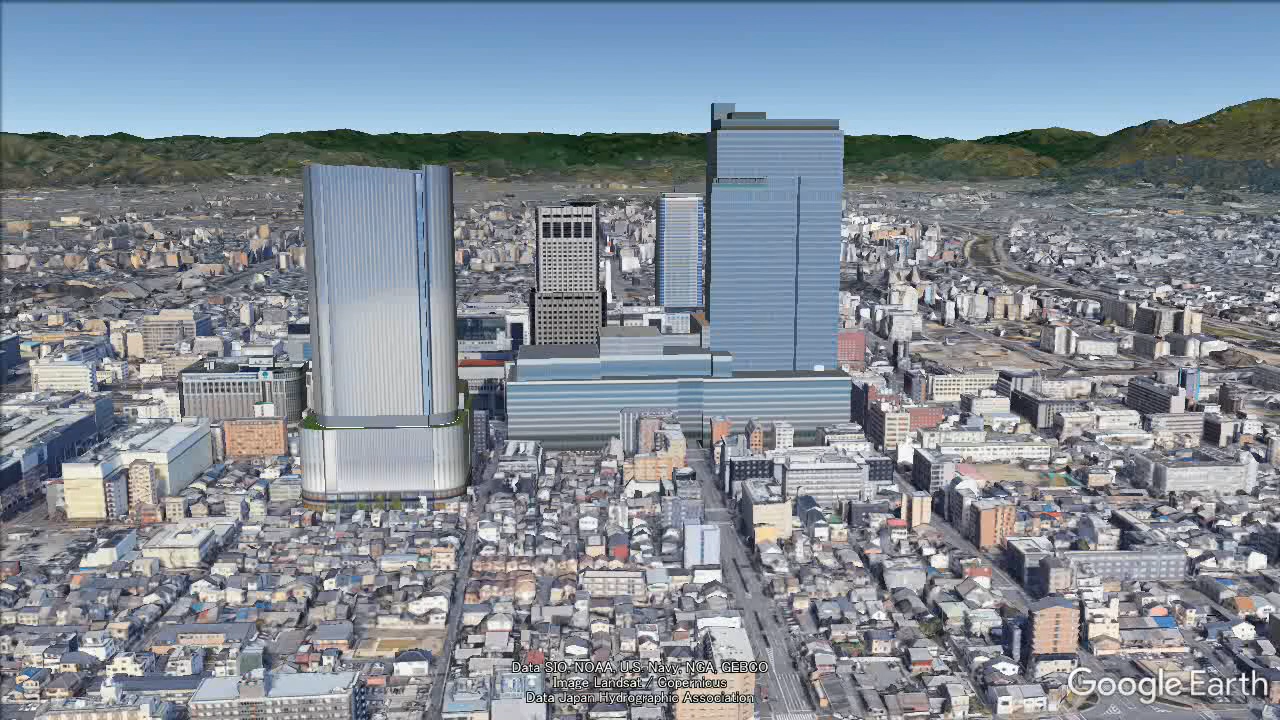 Data SIO, NOAA, U.S. Navy, NGA, GEBCO
Image Landsat / Copernicus
Data Japan Hydrographic Association
Google Earth